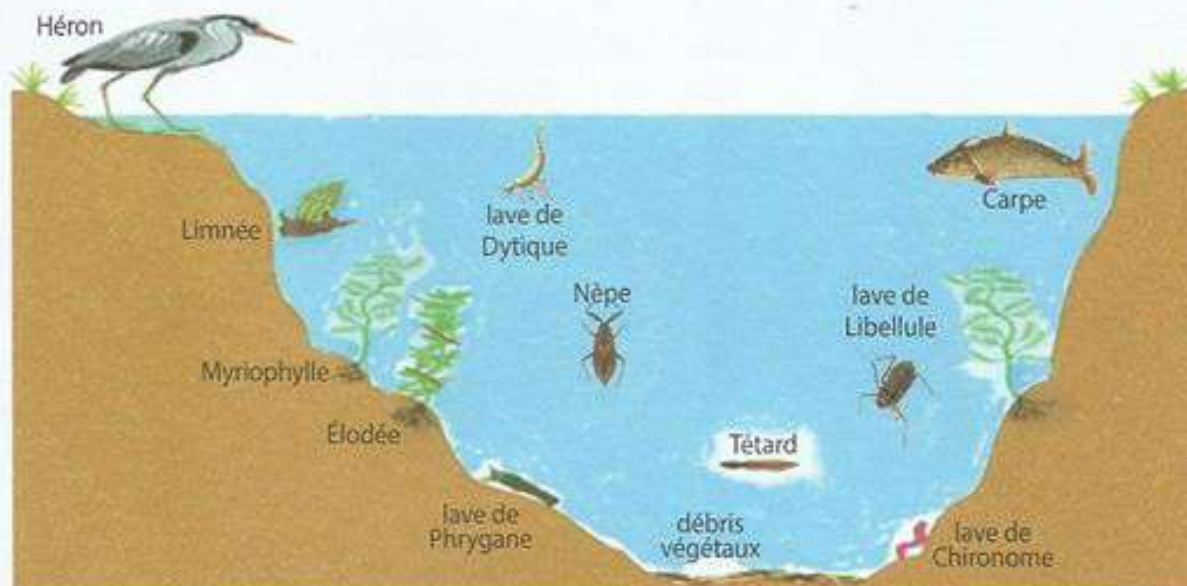 Héron
lave de
Dytique
Carpe
Limnée
Nèpe
lave de
Libellule
Myriophylle
Élodée
Tétard
lave de
Phrygane
débris
végétaux
lave de
Chironome